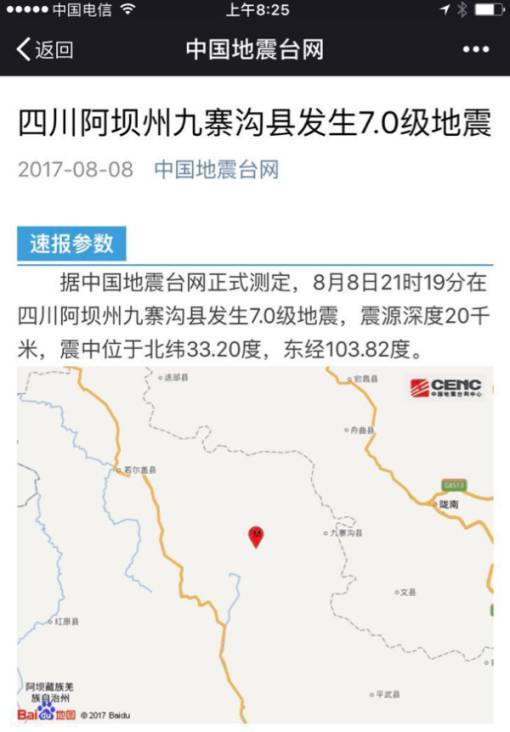 中国电信 上午8:25
返回 中国地震台网
四川阿坝州九寨沟县发生7.0级地震
2017-08-08 中国地震台网
速报参数
据中国地震台网正式测定，8月8日21时19分在
四川阿坝州九寨沟县发生7.0级地震，震源深度20千
米，震中位于北纬33.20度，东经103.82度。
迭部县
宕昌县
CENC
中国地震台网中心
舟曲县
若尔盖县
G8513
陇南
M
九寨沟县
文县
红原县
阿坝藏族羌
族自治州
平武县
Bai du 地图 © 2017 Baidu